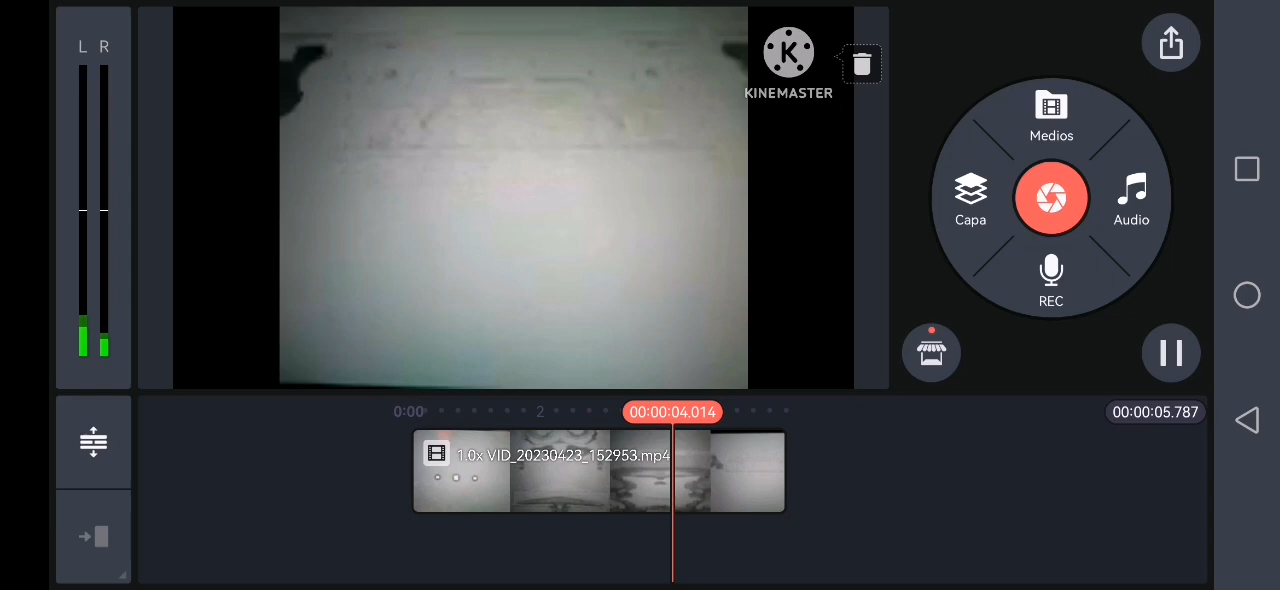 L R
KINEMASTER
Medios
Capa
Audio
REC
0:00
2
00:00:04.014
00:00:05.787
1.0x VID_20230423_152953.mp4